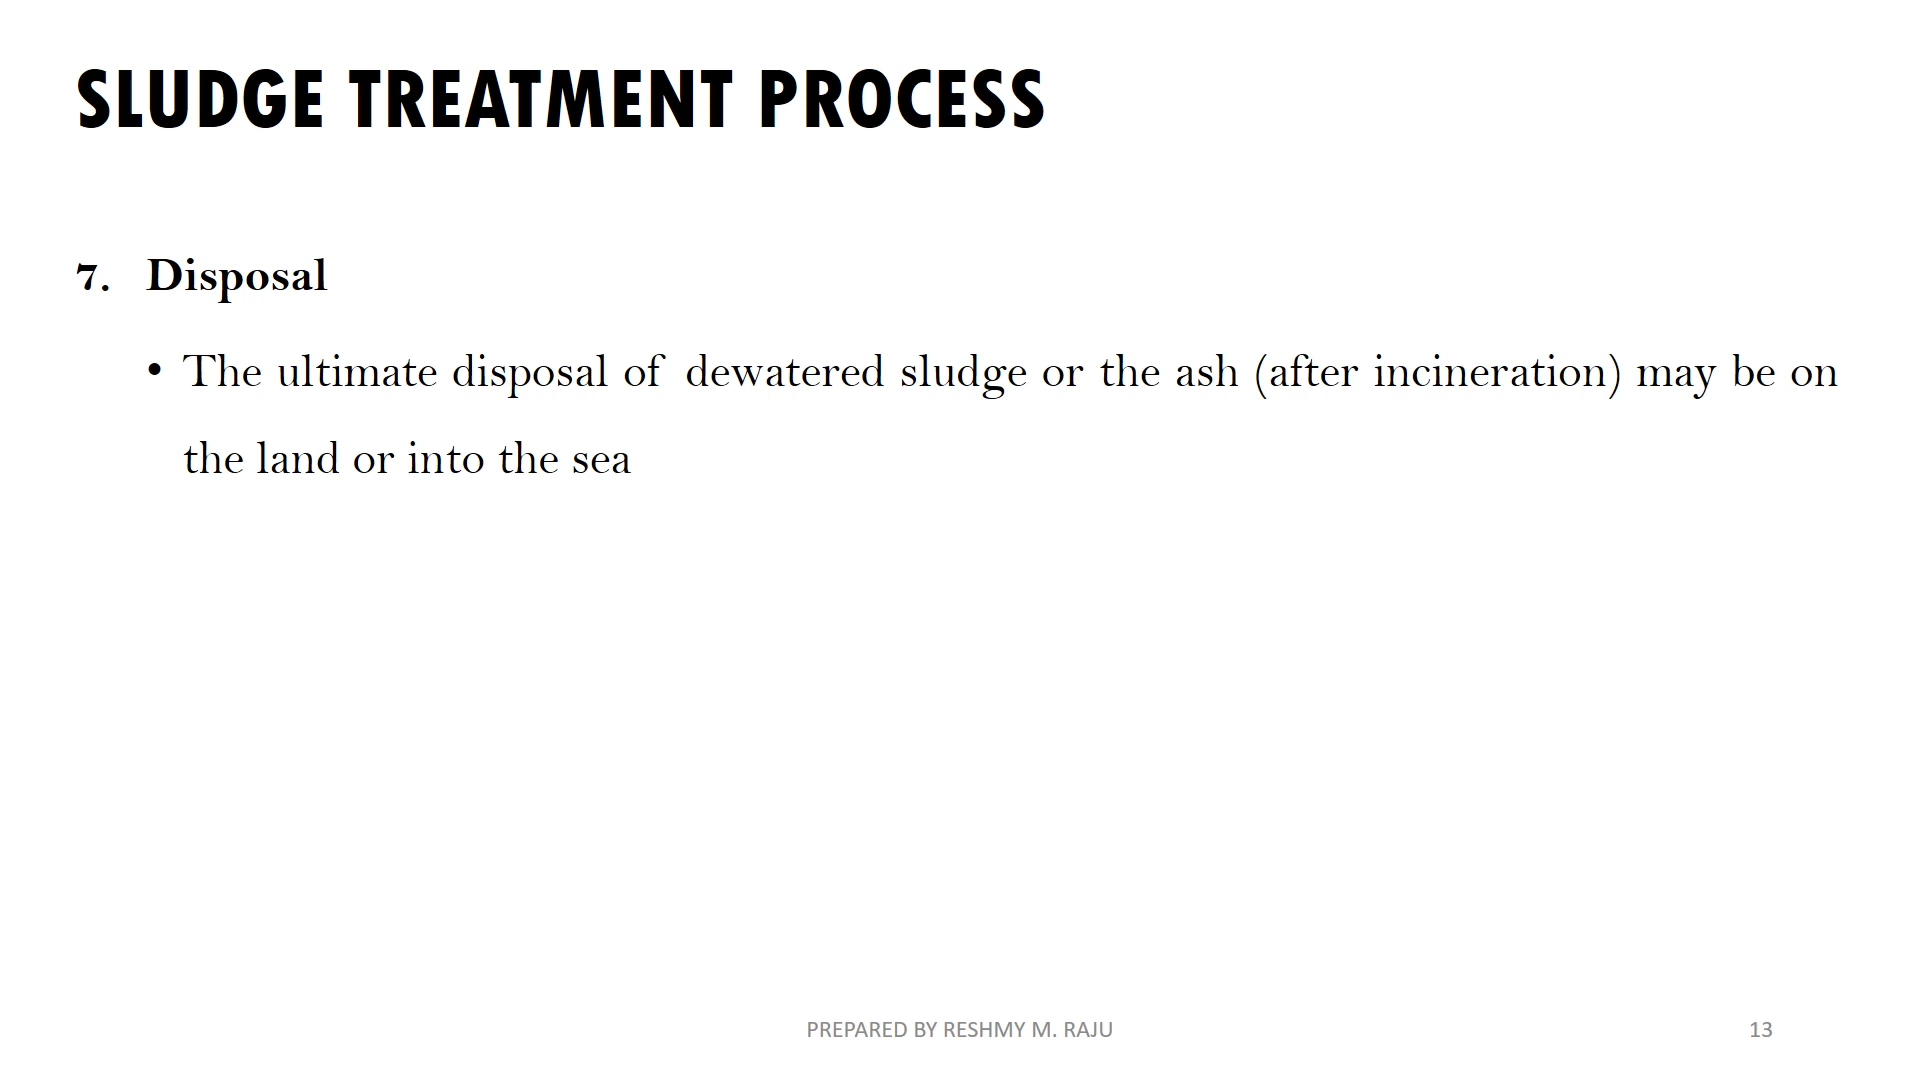 SLUDGE TREATMENT PROCESS
7. Disposal
• The ultimate disposal of dewatered sludge or the ash (after incineration) may be on
the land or into the sea
PREPARED BY RESHMY M. RAJU
13